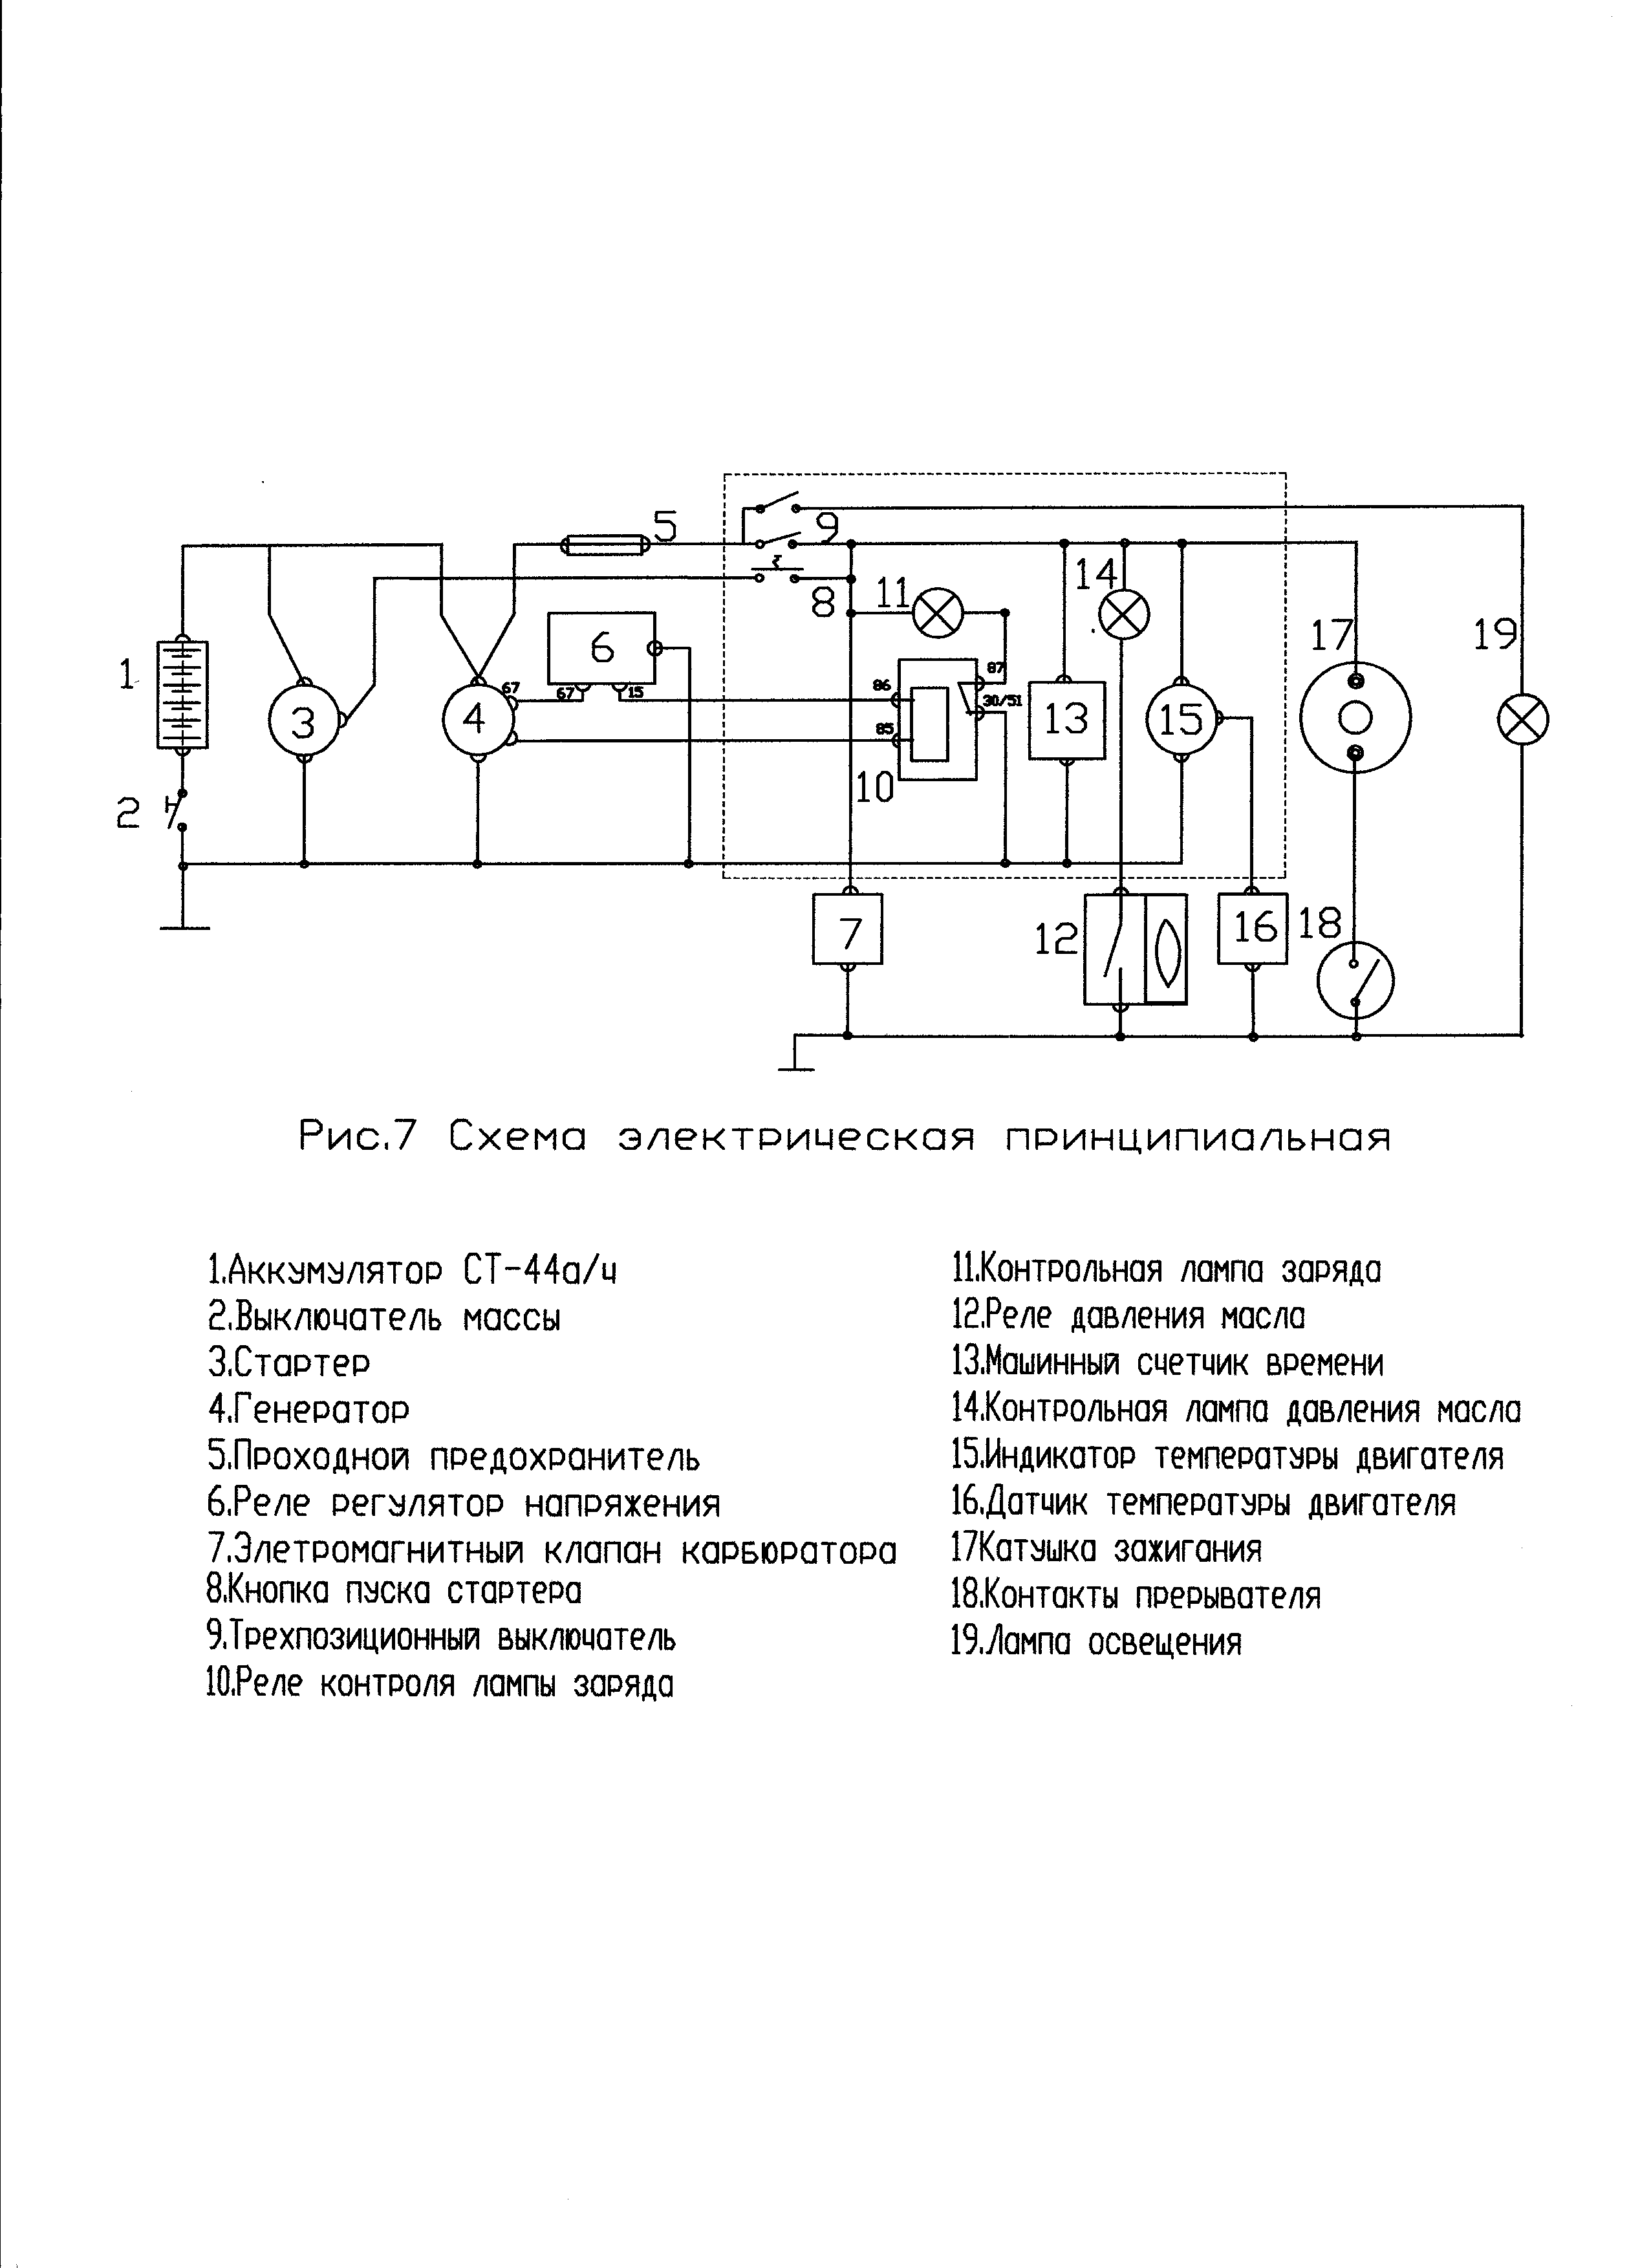 5
9
14
11
8
17
19
6
1
86
87
67
67
15
30/51
3
4
13
15
85
10
2
7
12
16
18
Рис.7 Схема электрическая принципиальная
1.Аккумулятор СТ-44а/ч
2.Выключатель массы
3.Стартер
4.Генератор
5.Проходной предохранитель
6.Реле регулятор напряжения
7.Элетромагнитный клапан карбюратора
8.Кнопка пуска стартера
9.Трехпозиционный выключатель
10.Реле контроля лампы заряда
11.Контрольная лампа заряда
12.Реле давления масла
13.Машинный счетчик времени
14.Контрольная лампа давления масла
15.Индикатор температуры двигателя
16.Датчик температуры двигателя
17Катушка зажигания
18.Контакты прерывателя
19.Лампа освещения